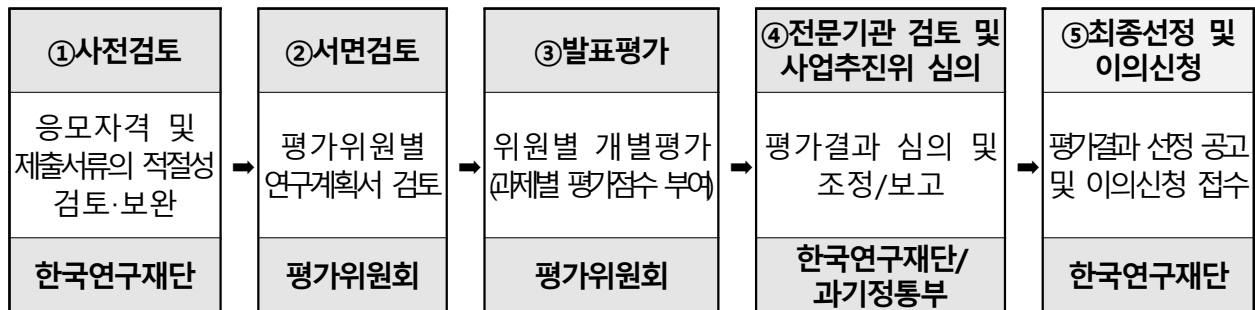 ①사전검토
응모자격 및
제출서류의 적절성
검토·보완
한국연구재단
➡
②서면검토
평가위원별
연구계획서 검토
평가위원회
➡
③발표평가
위원별 개별평가
(과제별 평가점수 부여)
평가위원회
➡
④전문기관 검토 및
사업추진위 심의
평가결과 심의 및
조정/보고
한국연구재단/
과기정통부
➡
⑤최종선정 및
이의신청
평가결과 선정 공고
및 이의신청 접수
한국연구재단